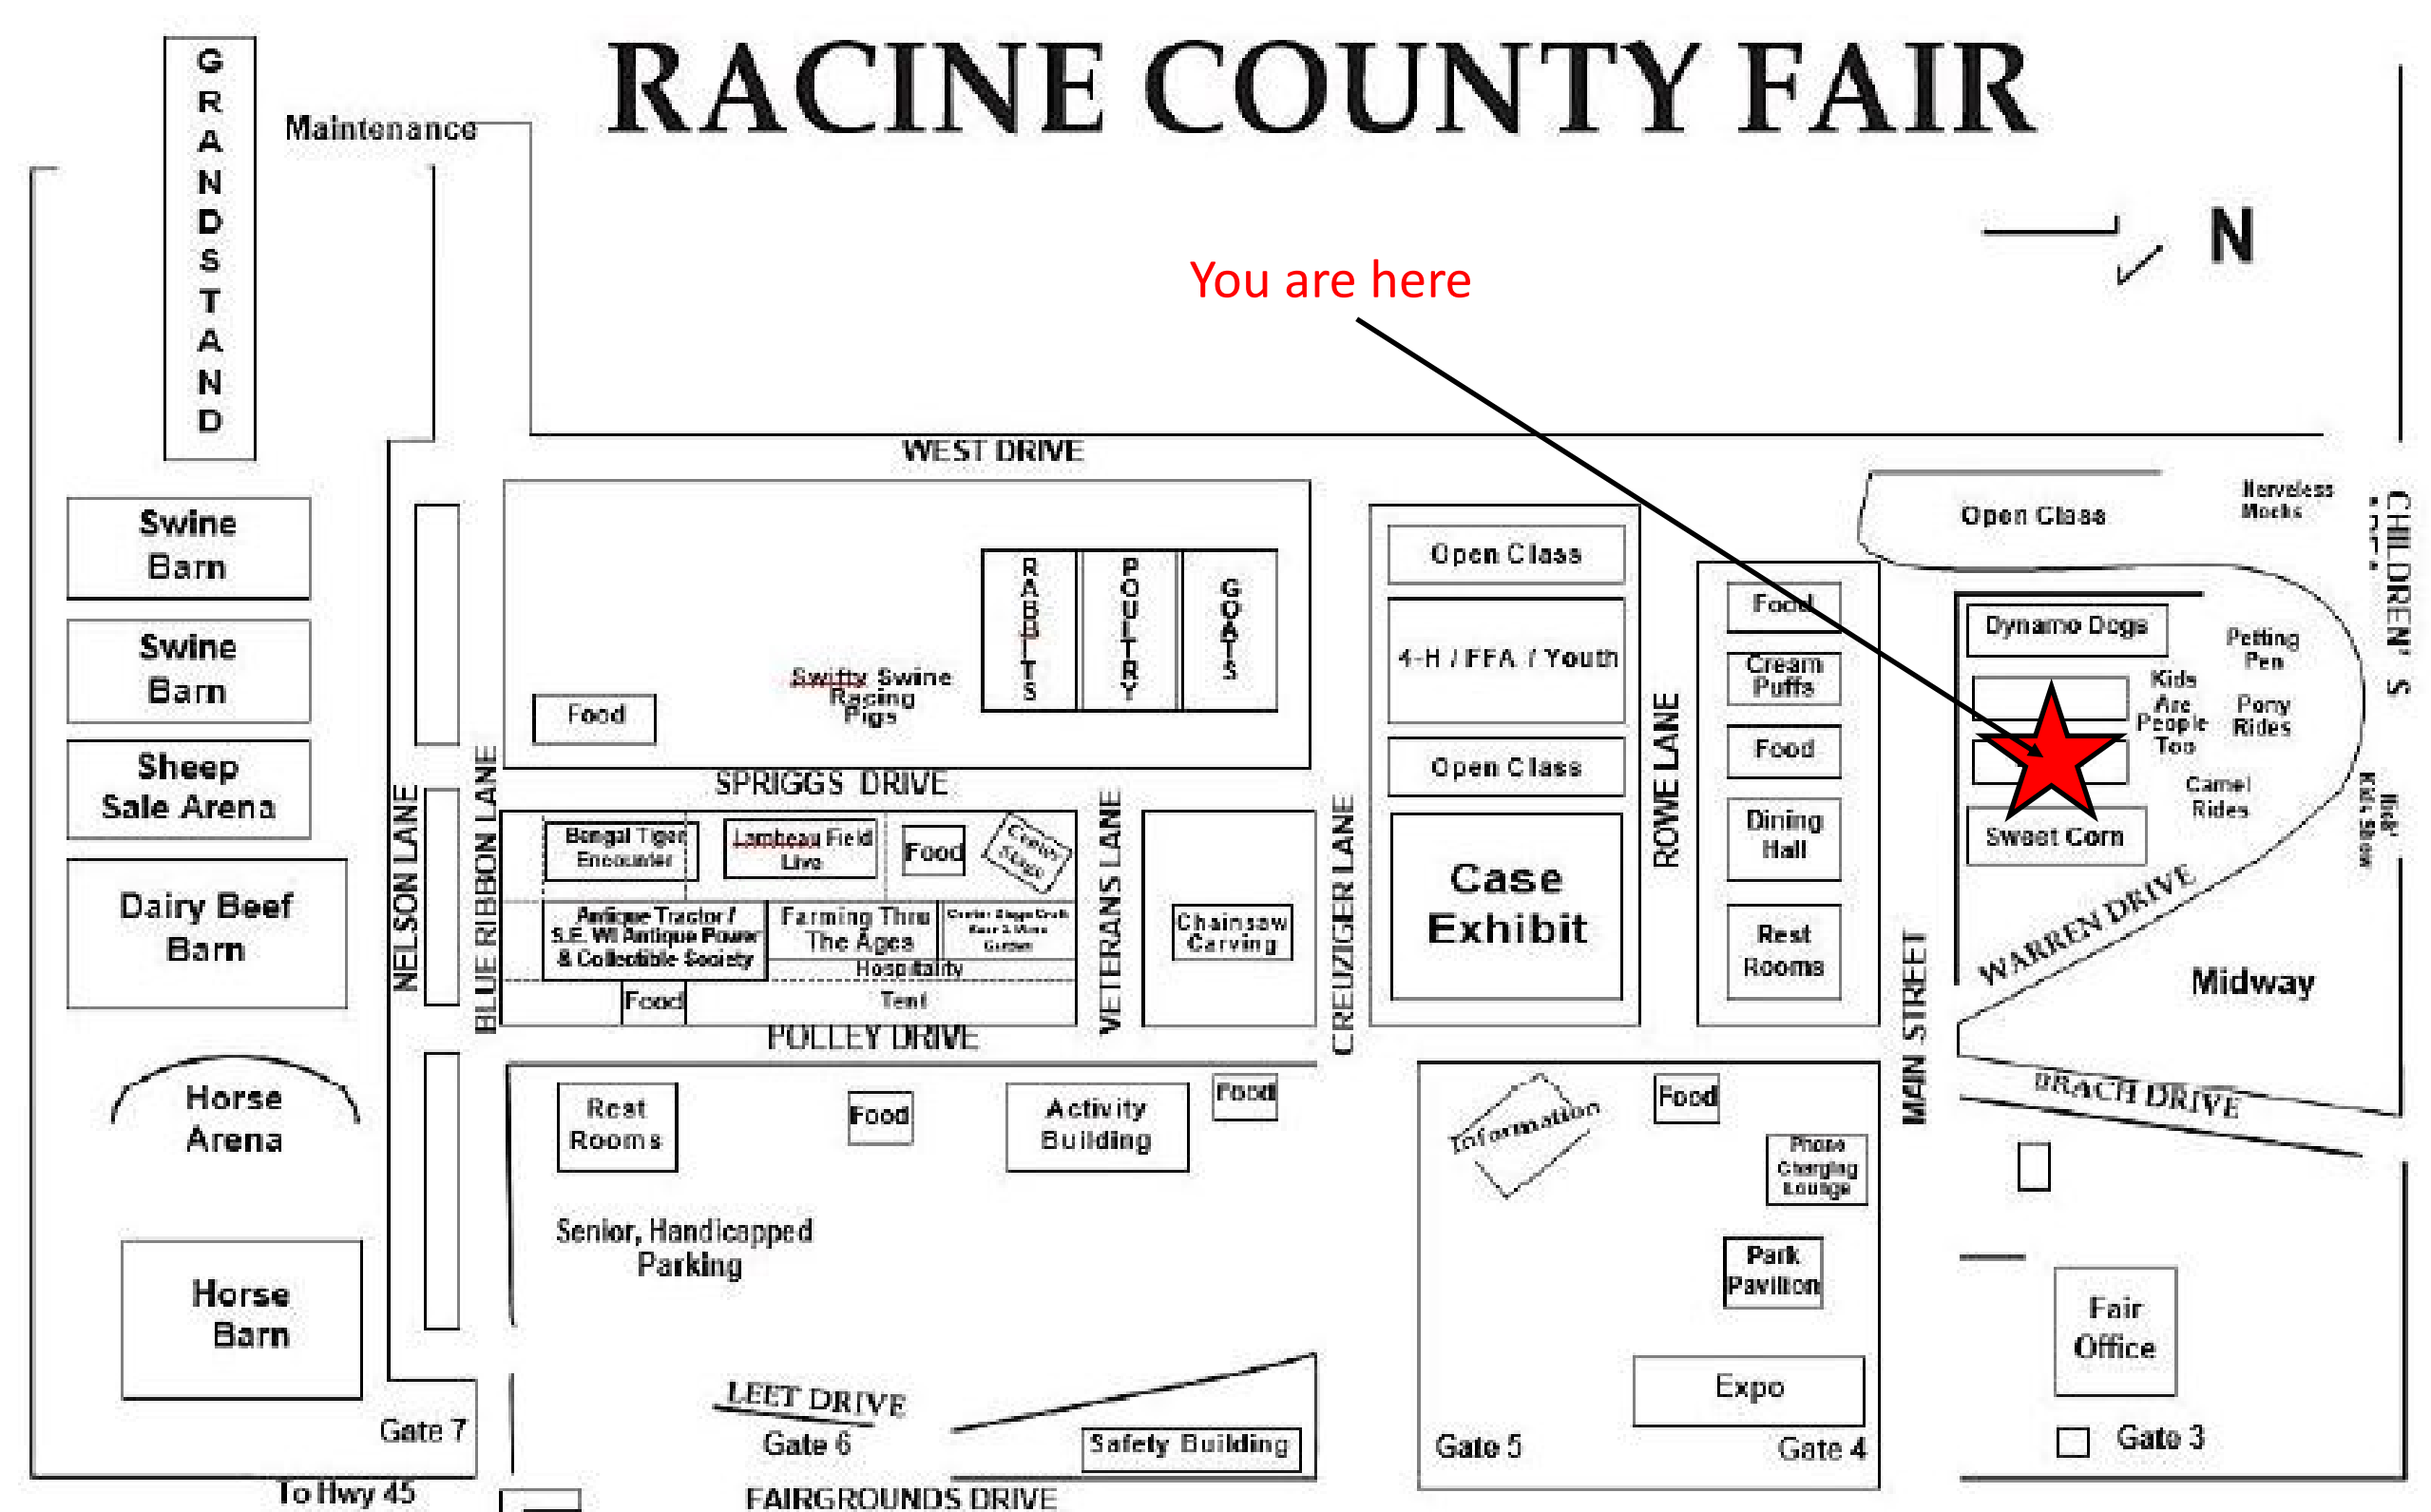 RACINE COUNTY FAIR
GRANDSTAND
Maintenance
N
You are here
WEST DRIVE
Swine
Barn
Swine
Barn
Sheep
Sale Arena
Dairy Beef
Barn
Horse
Arena
Horse
Barn
Gate 7
To Hwy 45
NELSON LANE
BLUE RIBBON LANE
Food
Swifty Swine
Racing
Pigs
RABBITS
POULTRY
GOATS
SPRIGGS DRIVE
Bengal Tiger
Encounter
Lambeau Field
Live
Food
Center
Stage
Antique Tractor /
S.E. WI Antique Power
& Collectible Society
Farming Thru
The Ages
Garden
Hospitality
Tent
Food
POLLEY DRIVE
VETERANS LANE
Chainsaw
Carving
CREUZIGER LANE
Open Class
4-H / FFA / Youth
Open Class
Case
Exhibit
ROWE LANE
Food
Cream
Puffs
Food
Dining
Hall
Rest
Rooms
MAIN STREET
Open Class
Nerveless
Nocks
CHILDREN'S
Dynamo Dogs
Petting
Pen
Kids
Are
People
Too
Pony
Rides
Camel
Rides
Sweet Corn
Kids Show
WARREN DRIVE
Midway
BRACH DRIVE
Rest
Rooms
Food
Activity
Building
Food
Senior, Handicapped
Parking
LEET DRIVE
Gate 6
Safety Building
FAIRGROUNDS DRIVE
Information
Food
Phone
Charging
Lounge
Park
Pavilion
Expo
Gate 5
Gate 4
Fair
Office
Gate 3